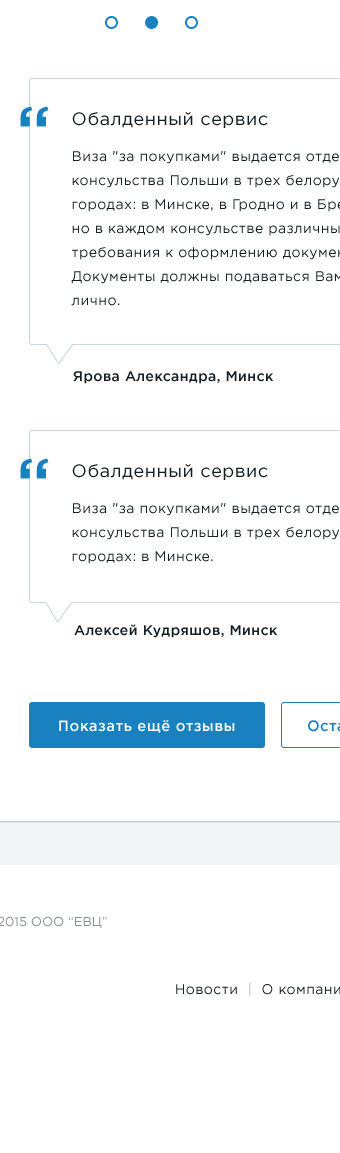 Обалденный сервис
Виза "за покупками" выдается отде
консульства Польши в трех белору
городах: в Минске, в Гродно и в Бре
но в каждом консульстве различны
требования к оформлению докумен
Документы должны подаваться Вам
лично.
Ярова Александра, Минск
Обалденный сервис
Виза "за покупками" выдается отде
консульства Польши в трех белору
городах: в Минске.
Алексей Кудряшов, Минск
Показать ещё отзывы
Оста
2015 ООО “ЕВЦ”
Новости | О компани